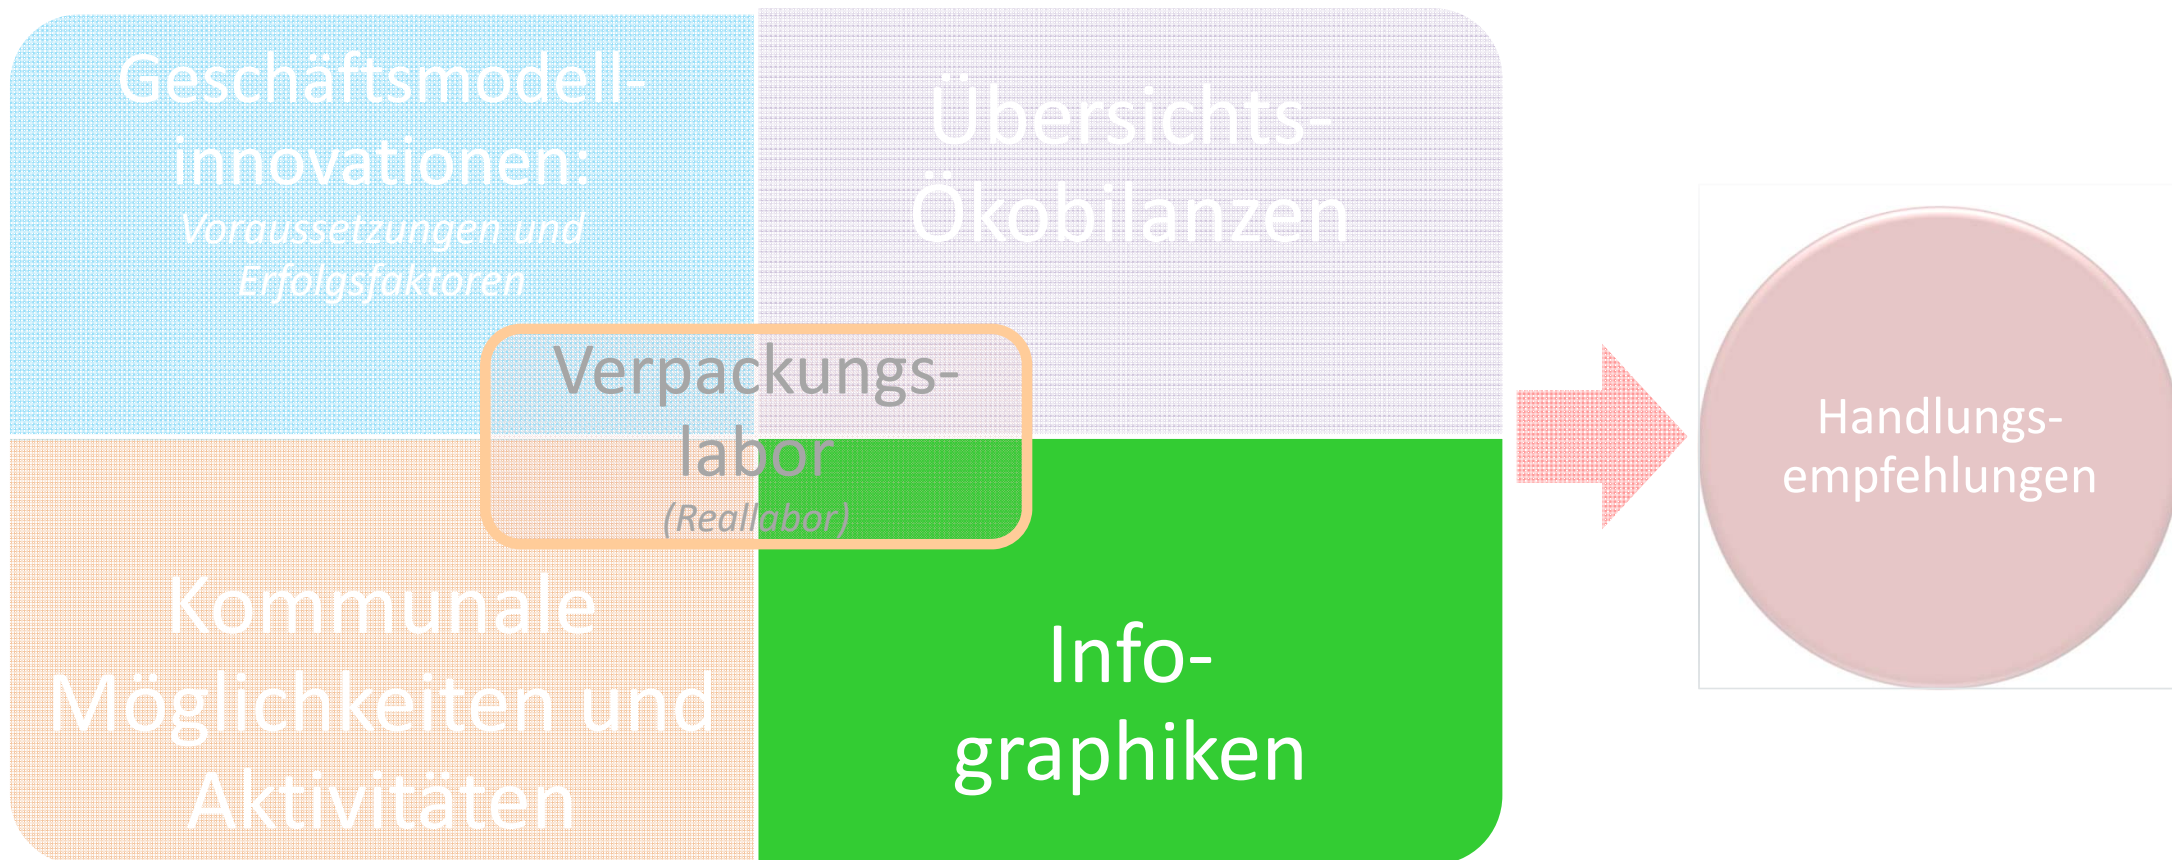 Geschäftsmodell-
innovationen:
Voraussetzungen und
Erfolgsfaktoren
Übersichts-
Ökobilanzen
Verpackungs-
labor
(Reallabor)
Kommunale
Möglichkeiten und
Aktivitäten
Info-
graphiken
Handlungs-
empfehlungen